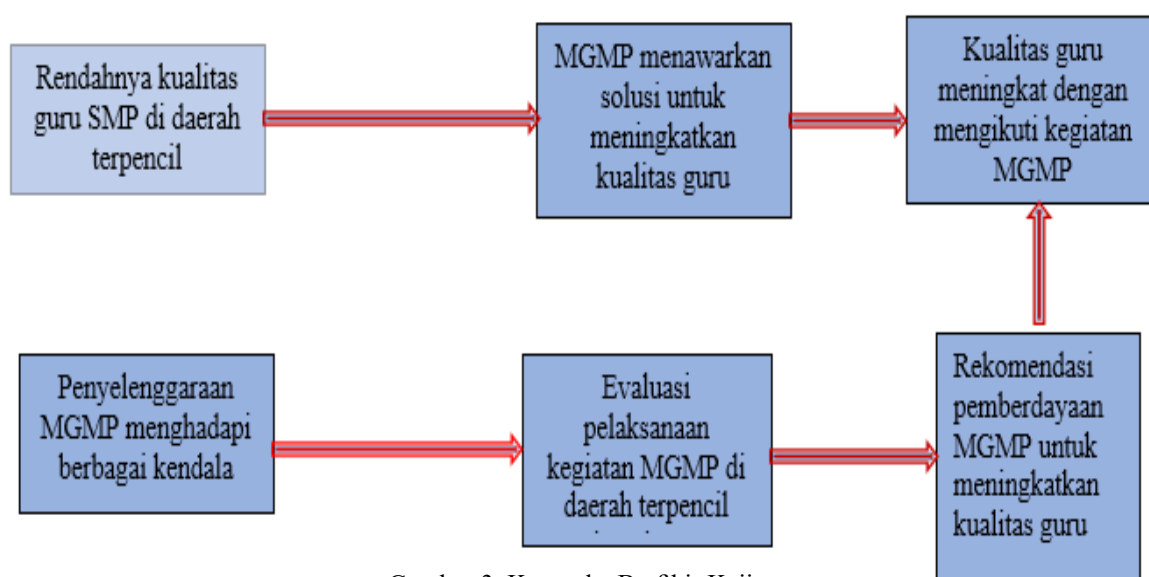 Rendahnya kualitas
guru SMP di daerah
terpencil
MGMP menawarkan
solusi untuk
meningkatkan
kualitas guru
Kualitas guru
meningkat dengan
mengikuti kegiatan
MGMP
Penyelenggaraan
MGMP menghadapi
berbagai kendala
Evaluasi
pelaksanaan
kegiatan MGMP di
daerah terpencil
Rekomendasi
pemberdayaan
MGMP untuk
meningkatkan
kualitas guru